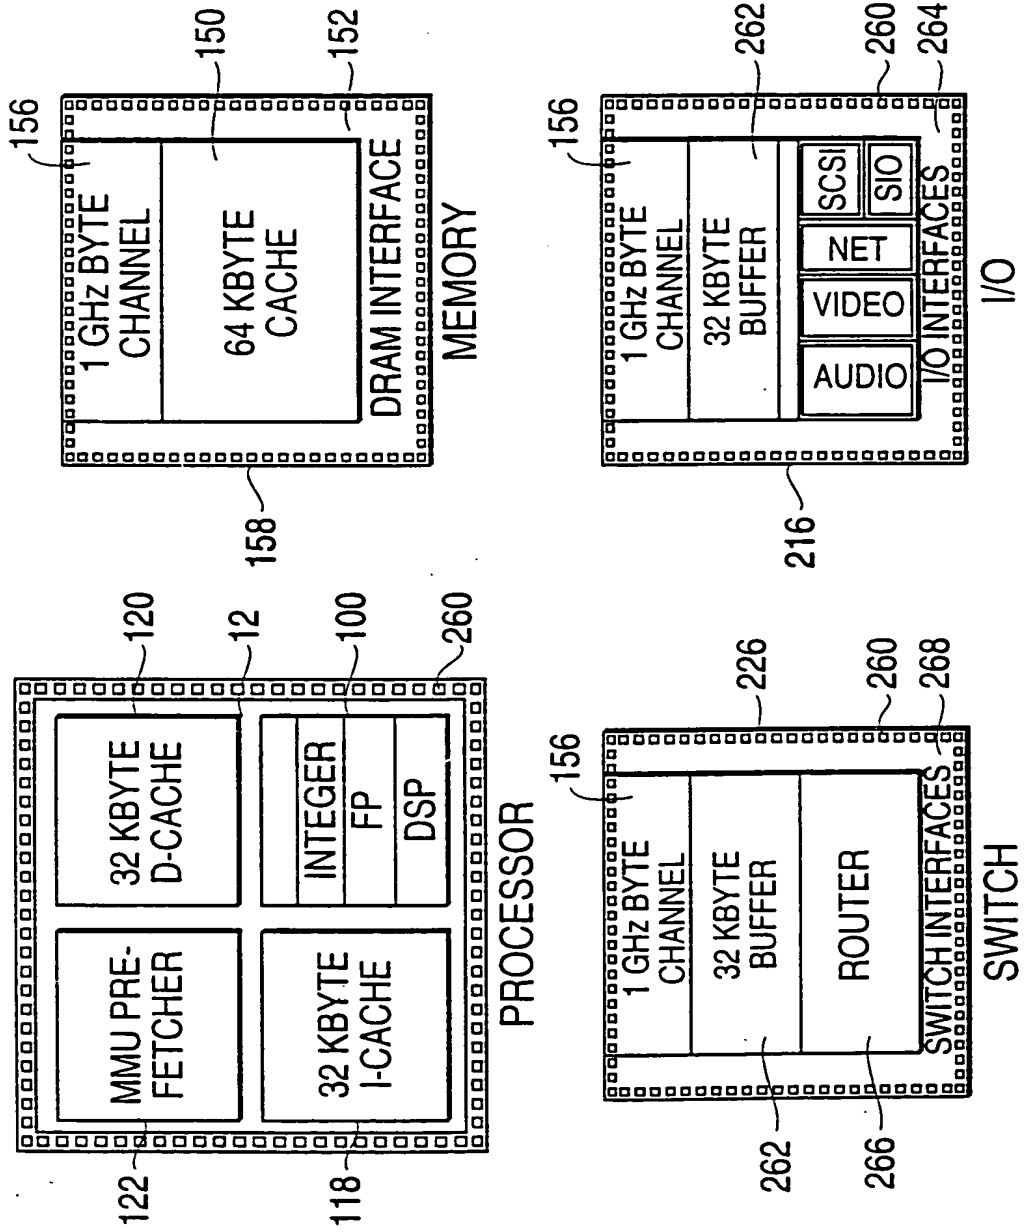 122
MMU PRE-
FETCHER
118
32 KBYTE
I-CACHE
32 KBYTE
D-CACHE
INTEGER
FP
DSP
120
12
100
260
PROCESSOR
156
1 GHz BYTE
CHANNEL
64 KBYTE
CACHE
DRAM INTERFACE
150
152
158
MEMORY
156
1 GHz BYTE
CHANNEL
32 KBYTE
BUFFER
ROUTER
SWITCH INTERFACES
226
260
268
262
266
SWITCH
156
1 GHz BYTE
CHANNEL
32 KBYTE
BUFFER
AUDIO
VIDEO
NET
SCSI
SIO
I/O INTERFACES
262
260
264
216
I/O